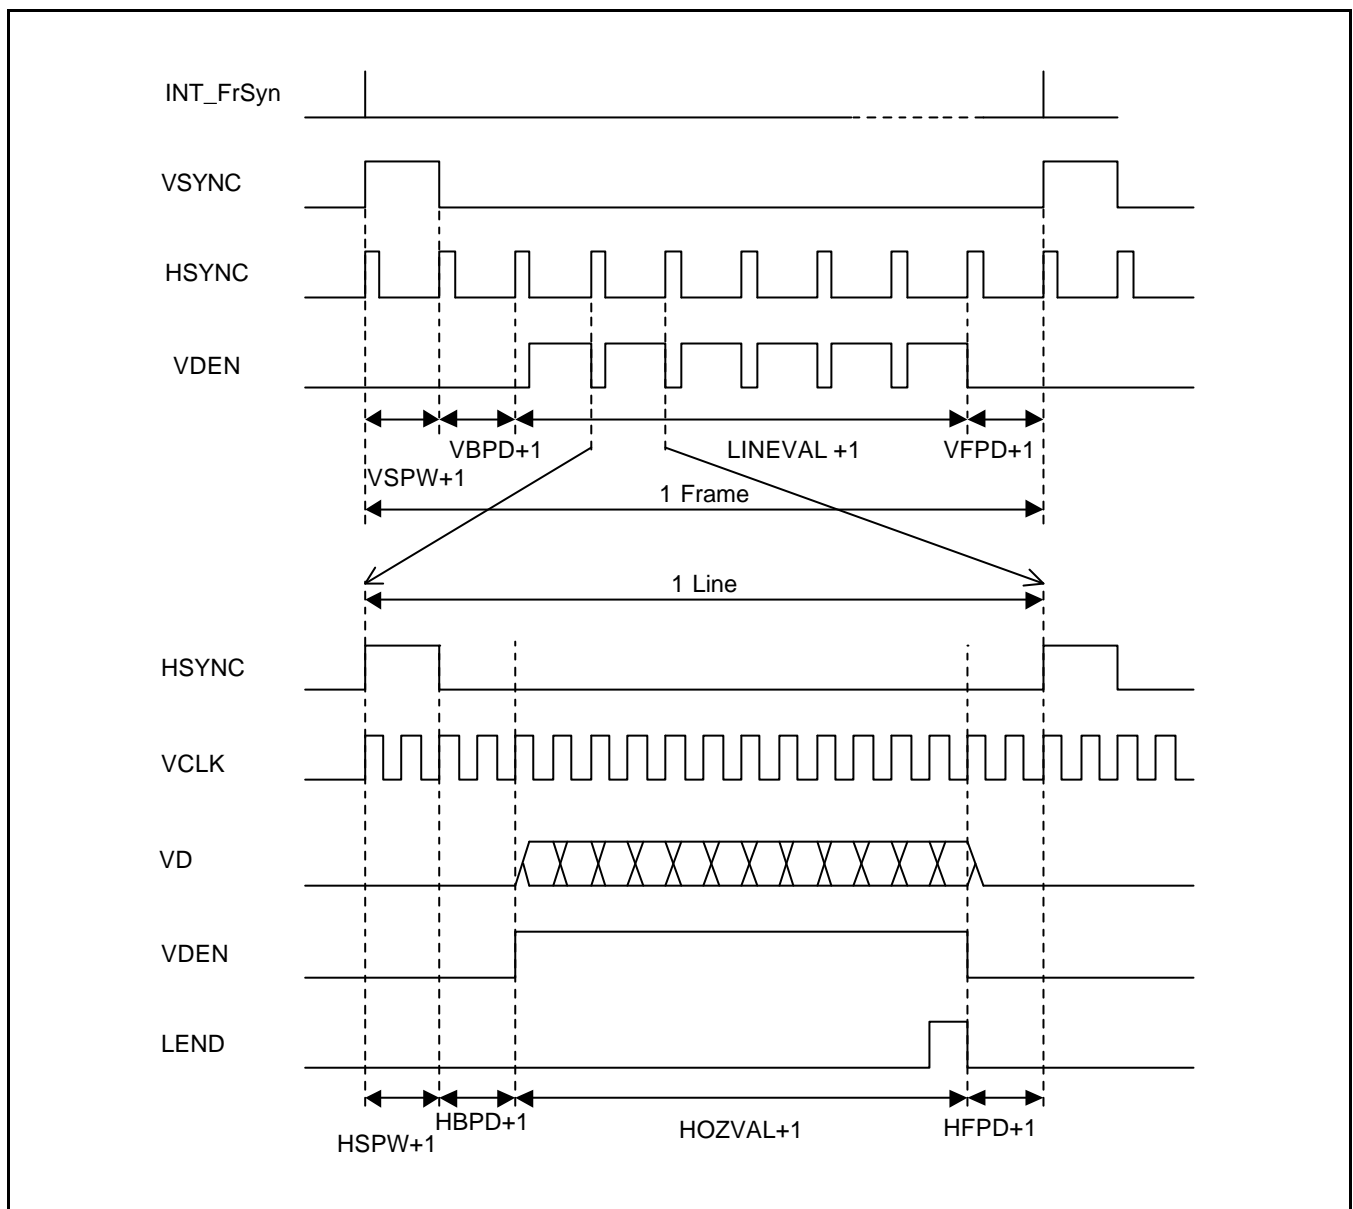 INT_FrSyn
VSYNC
HSYNC
VDEN
VBPD+1
LINEVAL +1
VFPD+1
VSPW+1
1 Frame
1 Line
HSYNC
VCLK
VD
VDEN
LEND
HSPW+1
HBPD+1
HOZVAL+1
HFPD+1